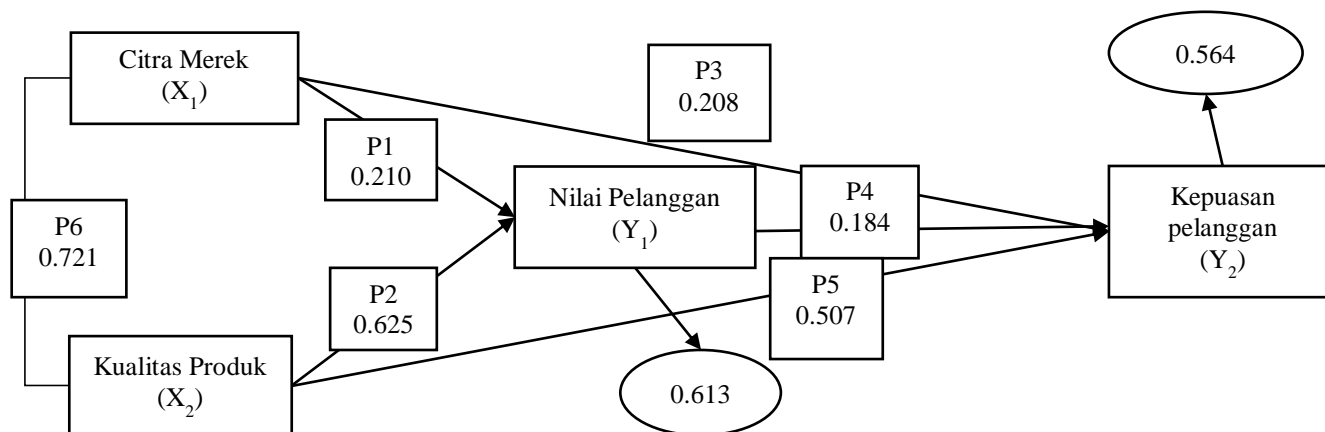 Citra Merek
(X₁)
P3
0.208
0.564
P1
0.210
Nilai Pelanggan
(Y₁)
P4
0.184
Kepuasan
pelanggan
(Y₂)
P6
0.721
P2
0.625
P5
0.507
Kualitas Produk
(X₂)
0.613